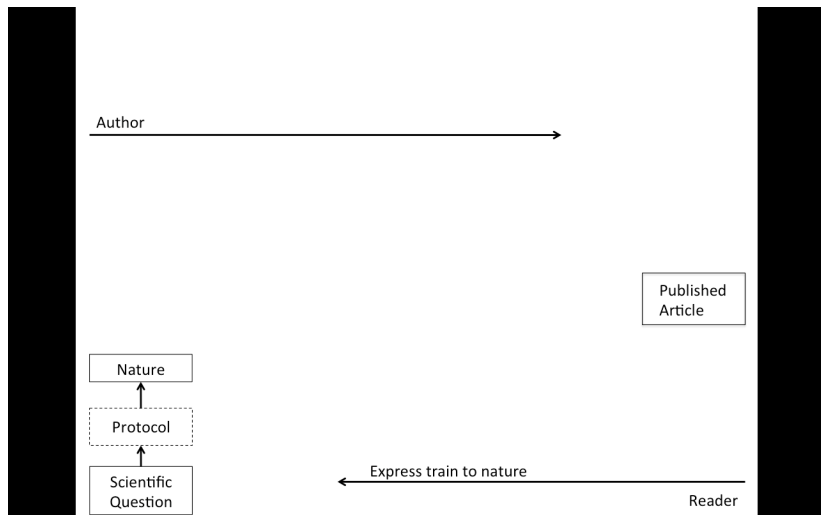 Author
Published
Article
Nature
Protocol
Scientific
Question
Express train to nature
Reader